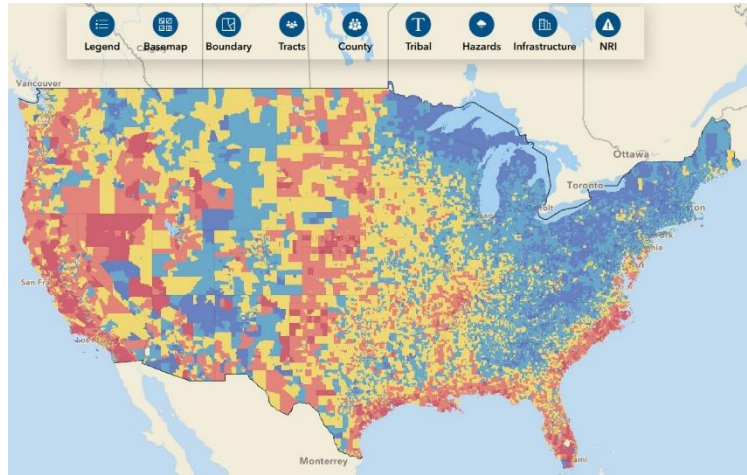 Legend Basemap Boundary Tracts County Tribal Hazards Infrastructure NRI
Vancouver
Ottawa
Toronto
San Fra
Monterrey